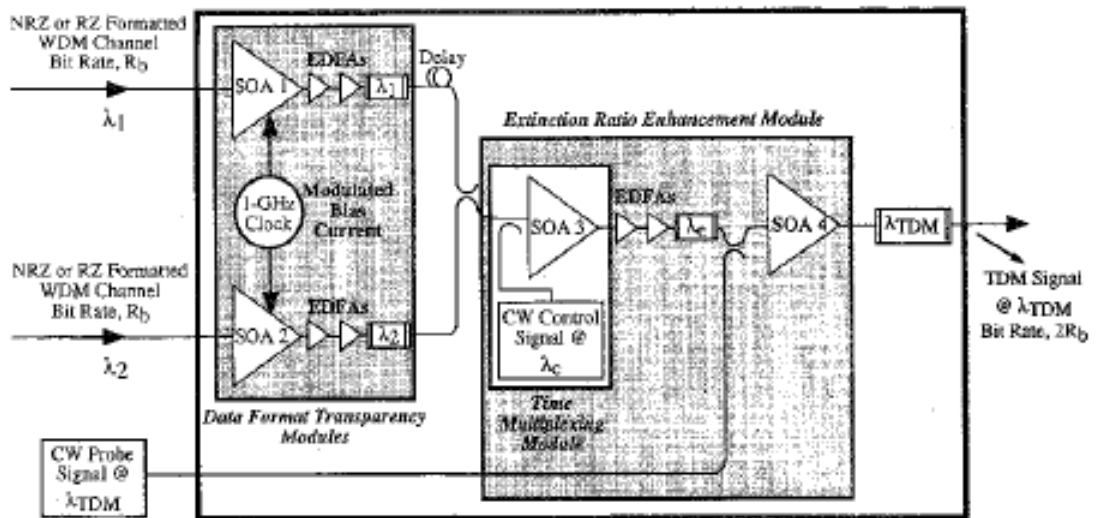 NRZ or RZ Formatted
WDM Channel
Bit Rate, Rb
λ1
SOA 1
EDFAs
λ1
Delay
1-GHz
Clock
Modulated
Bias
Current
NRZ or RZ Formatted
WDM Channel
Bit Rate, Rb
λ2
SOA 2
EDFAs
λ2
Data Format Transparency
Modules
Extinction Ratio Enhancement Module
SOA 3
EDFAs
λc
SOA 4
CW Control
Signal @
λc
Time
Multiplexing
Module
λTDM
TDM Signal
@ λTDM
Bit Rate, 2Rb
CW Probe
Signal @
λTDM